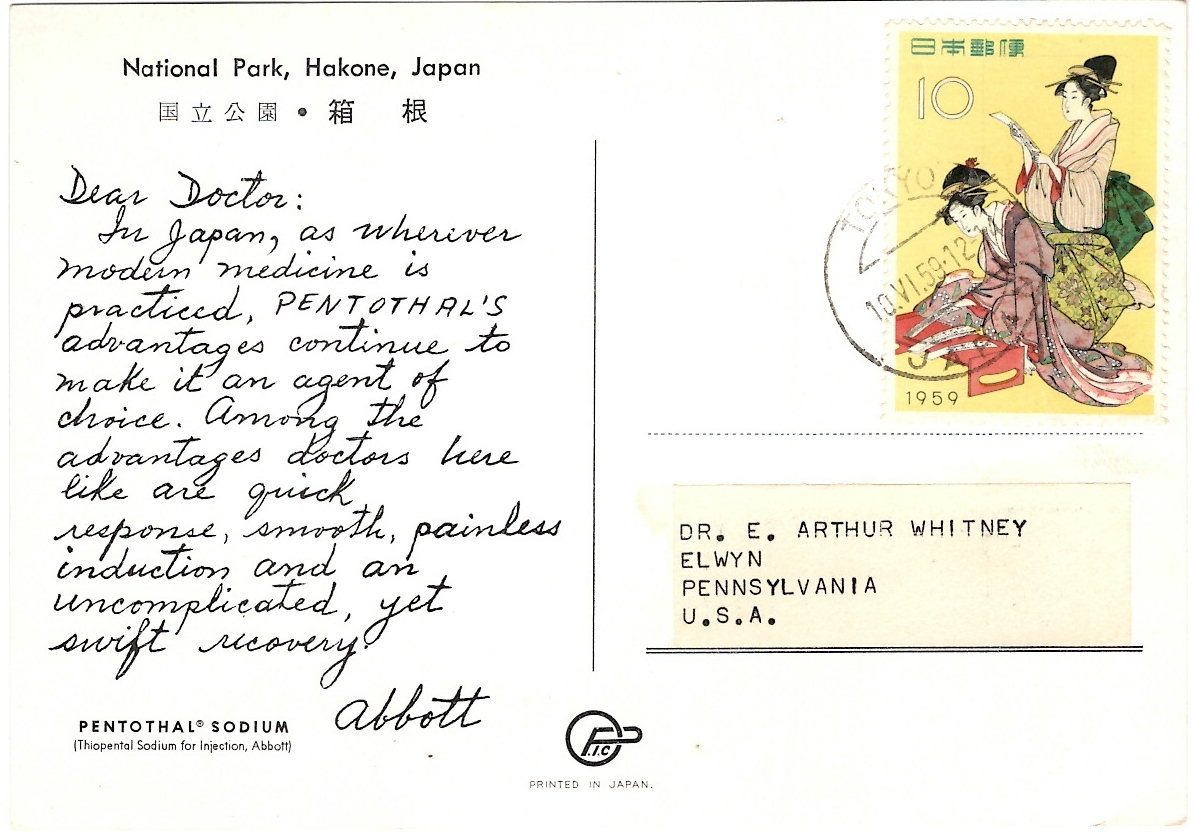 National Park, Hakone, Japan
国立公園・箱 根
Dear Doctor:
In Japan, as wherever
modern medicine is
practiced, PENTOTHAL'S
advantages continue to
make it an agent of
choice. Among the
advantages doctors here
like are quick
response, smooth, painless
induction and an
uncomplicated, yet
swift recovery.
Abbott
PENTOTHAL® SODIUM
(Thiopental Sodium for Injection, Abbott)
P.I.C
PRINTED IN JAPAN.
日本郵便
10
1959
TOKYO
10.VI.59.12
DR. E. ARTHUR WHITNEY
ELWYN
PENNSYLVANIA
U.S.A.